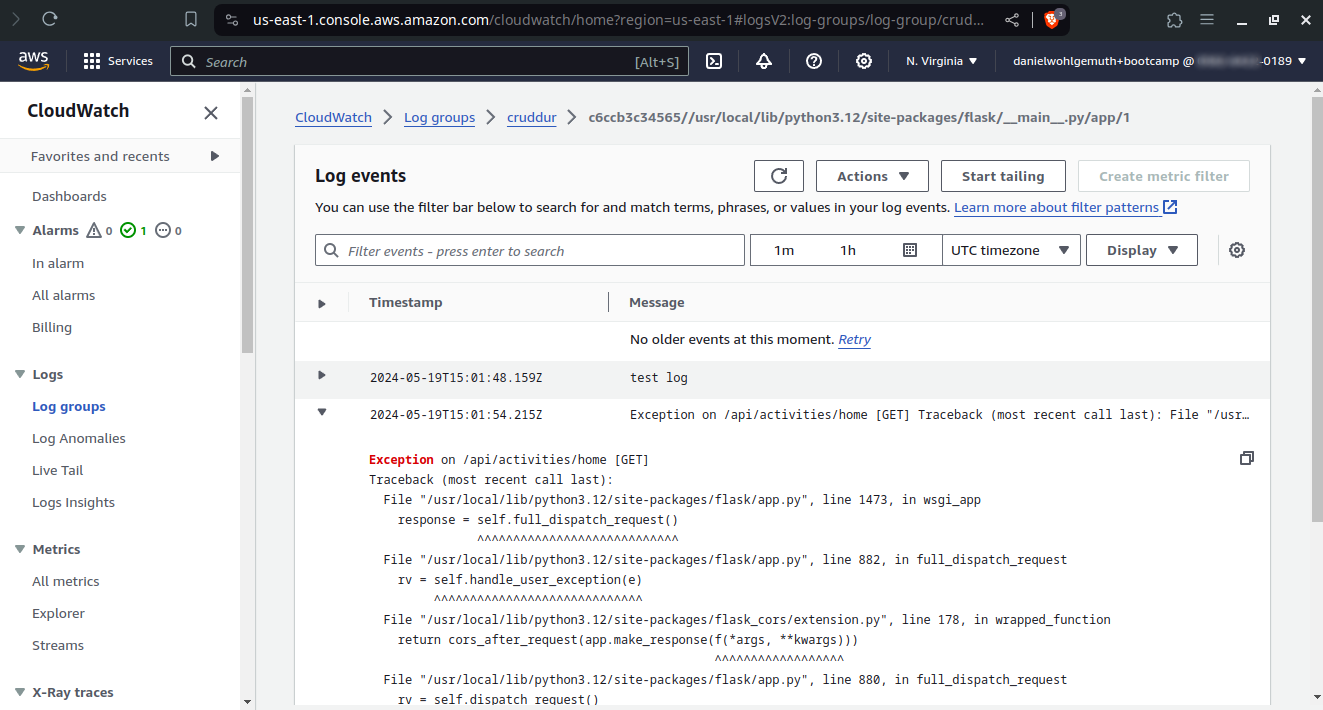 us-east-1.console.aws.amazon.com/cloudwatch/home?region=us-east-1#logsV2:log-groups/log-group/crud... 3
aws Services Search [Alt+S] N. Virginia danielwohlgemuth+bootcamp @ -0189
CloudWatch
Favorites and recents
Dashboards
Alarms 0 1 0
In alarm
All alarms
Billing
Logs
Log groups
Log Anomalies
Live Tail
Logs Insights
Metrics
All metrics
Explorer
Streams
X-Ray traces
CloudWatch Log groups cruddur c6ccb3c34565//usr/local/lib/python3.12/site-packages/flask/__main__.py/app/1
Log events Actions Start tailing Create metric filter
You can use the filter bar below to search for and match terms, phrases, or values in your log events. Learn more about filter patterns
Filter events - press enter to search 1m 1h UTC timezone Display
Timestamp Message
No older events at this moment. Retry
2024-05-19T15:01:48.159Z test log
2024-05-19T15:01:54.215Z Exception on /api/activities/home [GET] Traceback (most recent call last): File "/usr...
Exception on /api/activities/home [GET]
Traceback (most recent call last):
File "/usr/local/lib/python3.12/site-packages/flask/app.py", line 1473, in wsgi_app
response = self.full_dispatch_request()
^^^^^^^^^^^^^^^^^^^^^^^^^^^^
File "/usr/local/lib/python3.12/site-packages/flask/app.py", line 882, in full_dispatch_request
rv = self.handle_user_exception(e)
^^^^^^^^^^^^^^^^^^^^^^^^^^^^^
File "/usr/local/lib/python3.12/site-packages/flask_cors/extension.py", line 178, in wrapped_function
return cors_after_request(app.make_response(f(*args, **kwargs)))
^^^^^^^^^^^^^^^^^^
File "/usr/local/lib/python3.12/site-packages/flask/app.py", line 880, in full_dispatch_request
rv = self.dispatch_request()